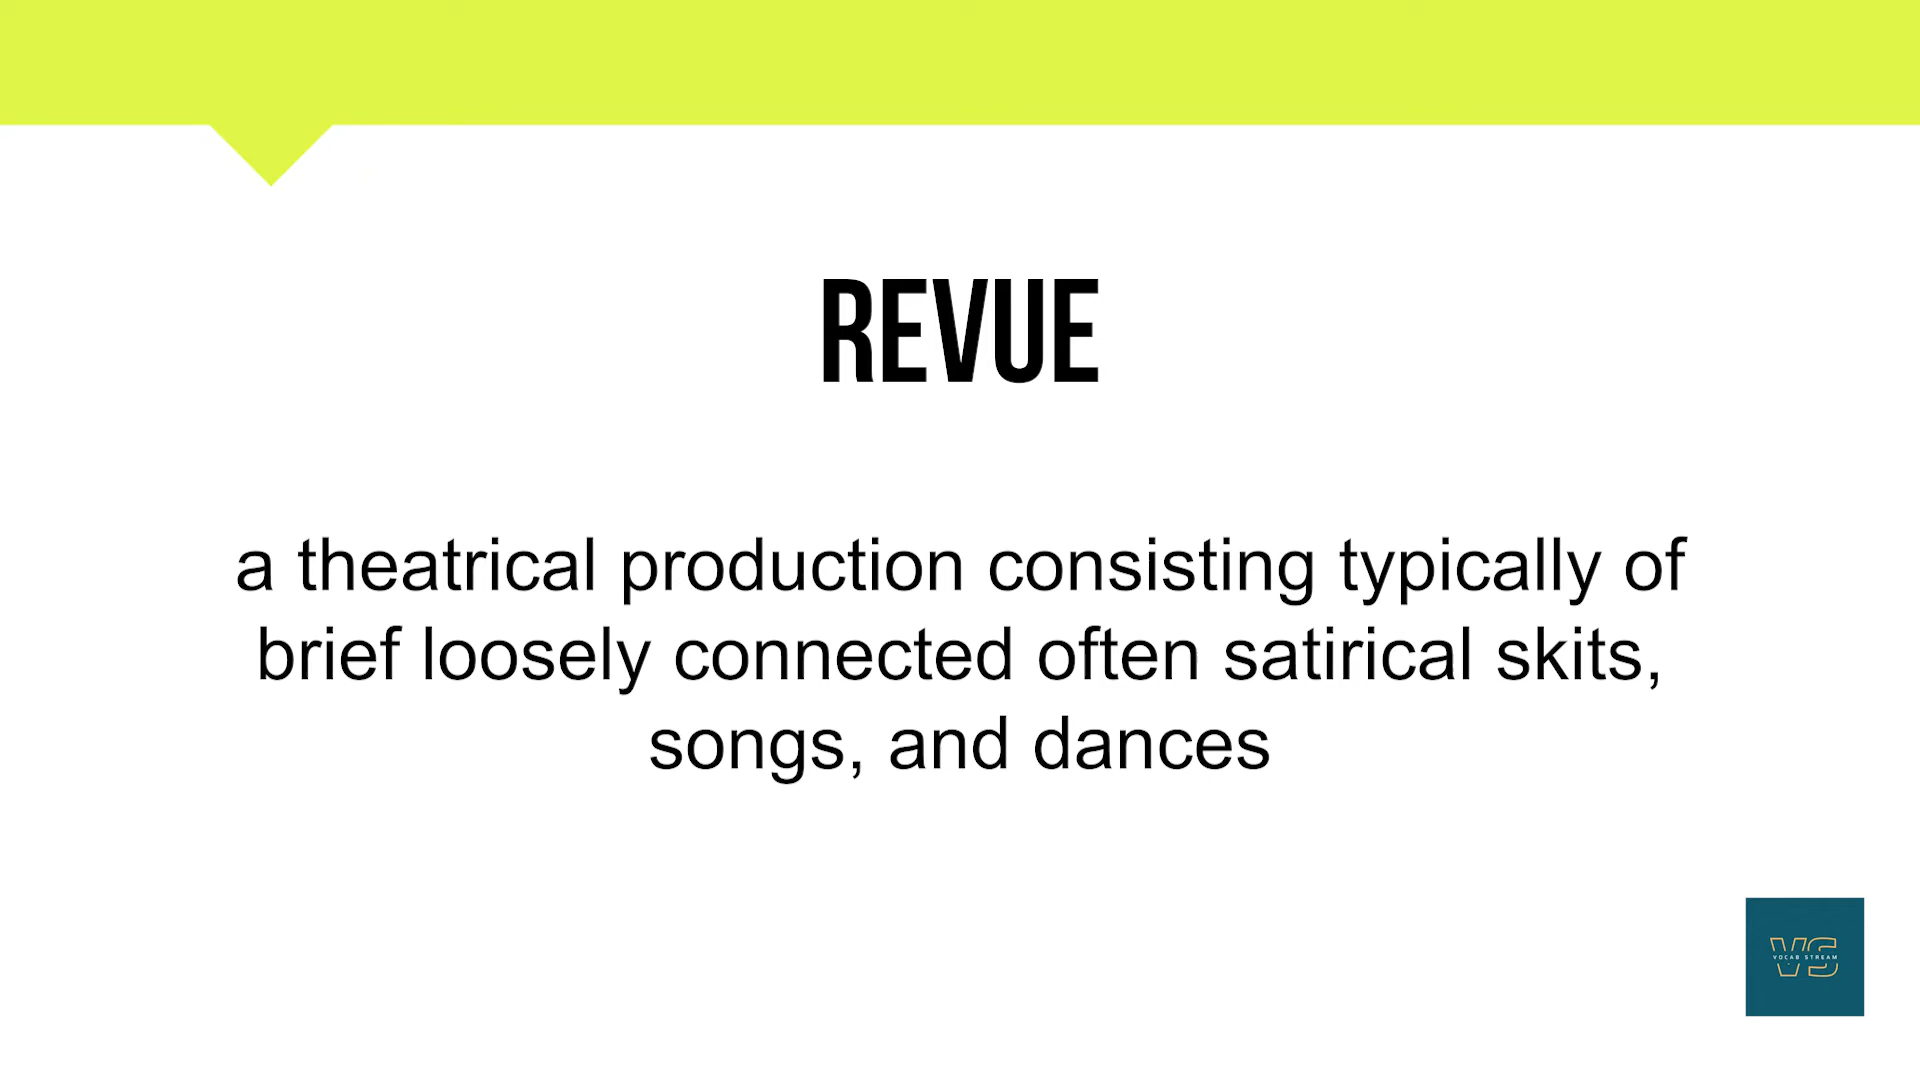 REVUE
a theatrical production consisting typically of
brief loosely connected often satirical skits,
songs, and dances
VS
VOCAB STREAM